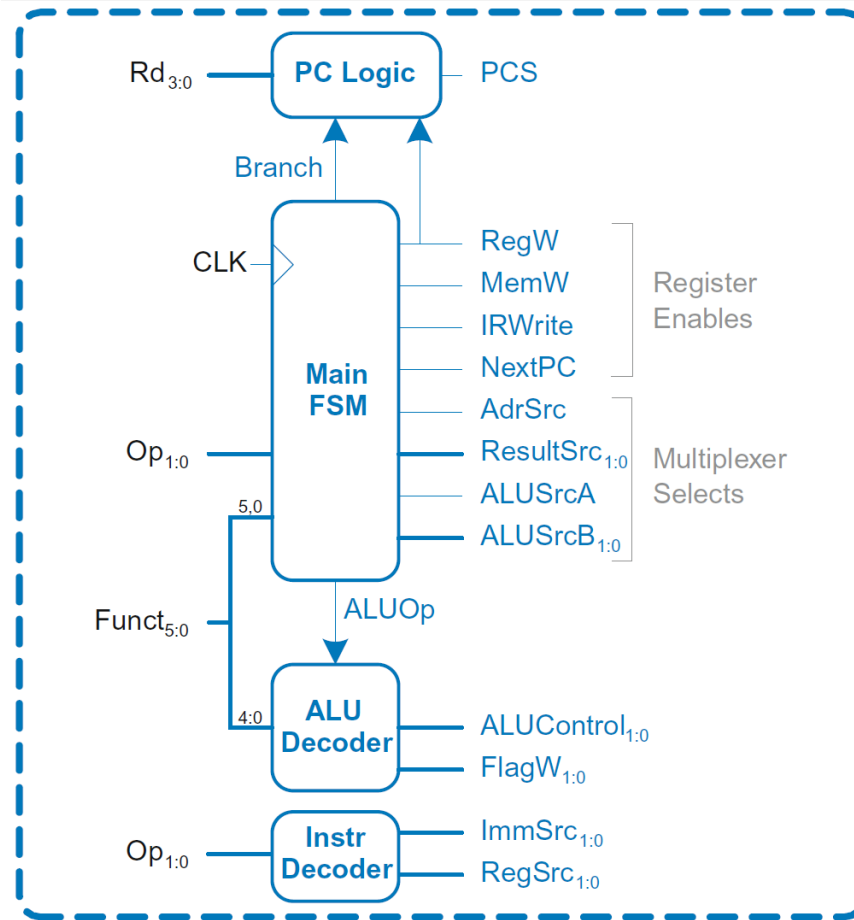 Rd3:0
PC Logic
PCS
Branch
CLK
RegW
MemW
IRWrite
NextPC
Register
Enables
Main
FSM
AdrSrc
Op1:0
ResultSrc1:0
ALUSrcA
ALUSrcB1:0
Multiplexer
Selects
5,0
Funct5:0
ALUOp
4:0
ALU
Decoder
ALUControl1:0
FlagW1:0
Op1:0
Instr
Decoder
ImmSrc1:0
RegSrc1:0